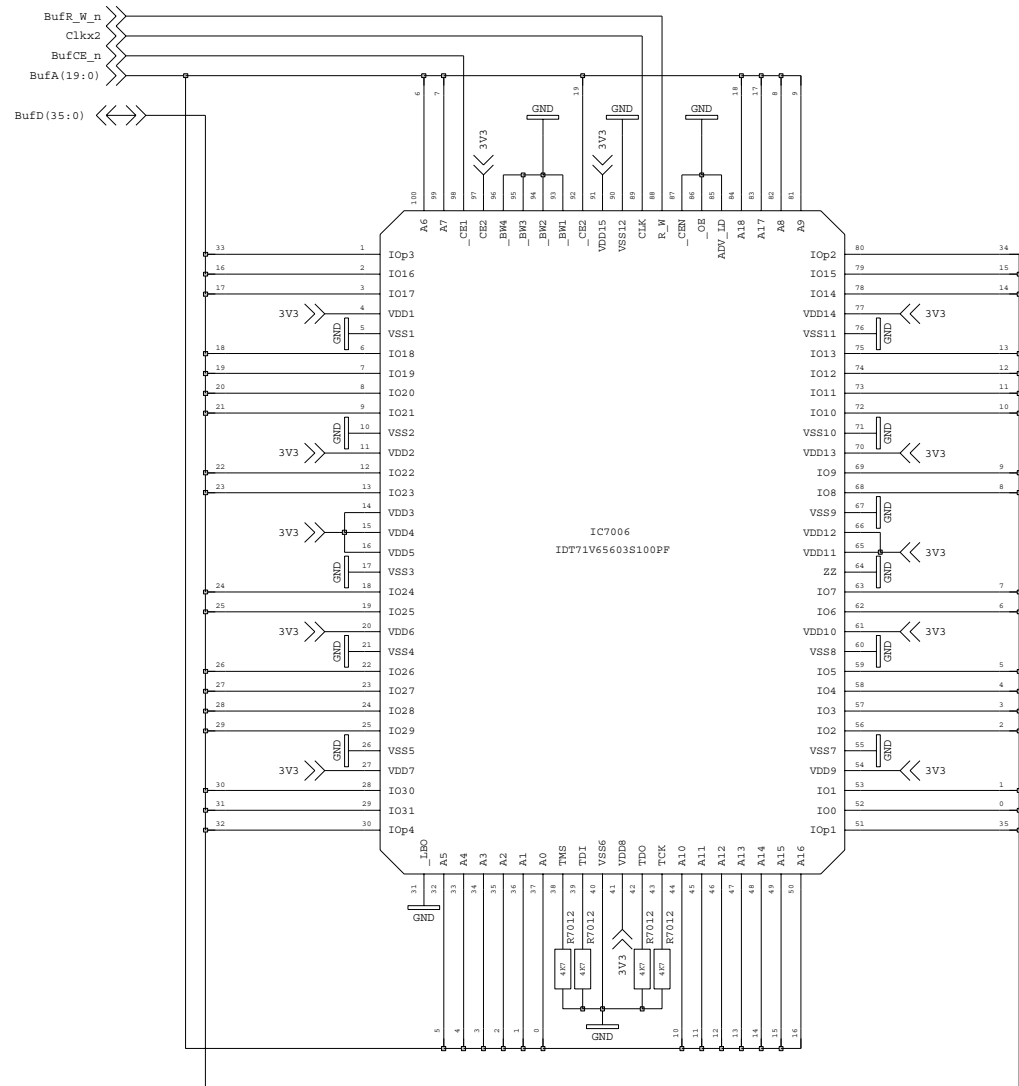 BufR_W_n
Clkx2
BufCE_n
BufA(19:0)
BufD(35:0)
6 7 19 18 17 8 9
GND GND GND
3V3 3V3
100 99 98 97 96 95 94 93 92 91 90 89 88 87 86 85 84 83 82 81
A6 A7 _CE1 CE2 _BW4 _BW3 _BW2 _BW1 _CE2 VDD15 VSS12 CLK R_W _CEN _OE ADV_LD A18 A17 A8 A9
33 1 IOp3 IOp2 80 34
16 2 IO16 IO15 79 15
17 3 IO17 IO14 78 14
3V3 4 VDD1 VDD14 77 3V3
GND 5 VSS1 VSS11 76 GND
18 6 IO18 IO13 75 13
19 7 IO19 IO12 74 12
20 8 IO20 IO11 73 11
21 9 IO21 IO10 72 10
GND 10 VSS2 VSS10 71 GND
3V3 11 VDD2 VDD13 70 3V3
22 12 IO22 IO9 69 9
23 13 IO23 IO8 68 8
14 VDD3 VSS9 67 GND
IC7006
3V3 15 VDD4 VDD12 66
IDT71V65603S100PF
16 VDD5 VDD11 65 3V3
GND 17 VSS3 ZZ 64 GND
24 18 IO24 IO7 63 7
25 19 IO25 IO6 62 6
3V3 20 VDD6 VDD10 61 3V3
GND 21 VSS4 VSS8 60 GND
26 22 IO26 IO5 59 5
27 23 IO27 IO4 58 4
28 24 IO28 IO3 57 3
29 25 IO29 IO2 56 2
GND 26 VSS5 VSS7 55 GND
3V3 27 VDD7 VDD9 54 3V3
30 28 IO30 IO1 53 1
31 29 IO31 IO0 52 0
32 30 IOp4 IOp1 51 35
_LBO A5 A4 A3 A2 A1 A0 TMS TDI VSS6 VDD8 TDO TCK A10 A11 A12 A13 A14 A15 A16
31 32 33 34 35 36 37 38 39 40 41 42 43 44 45 46 47 48 49 50
GND
R7012 R7012 R7012 R7012
4K7 4K7 3V3 4K7 4K7
GND
5 4 3 2 1 0 10 11 12 13 14 15 16